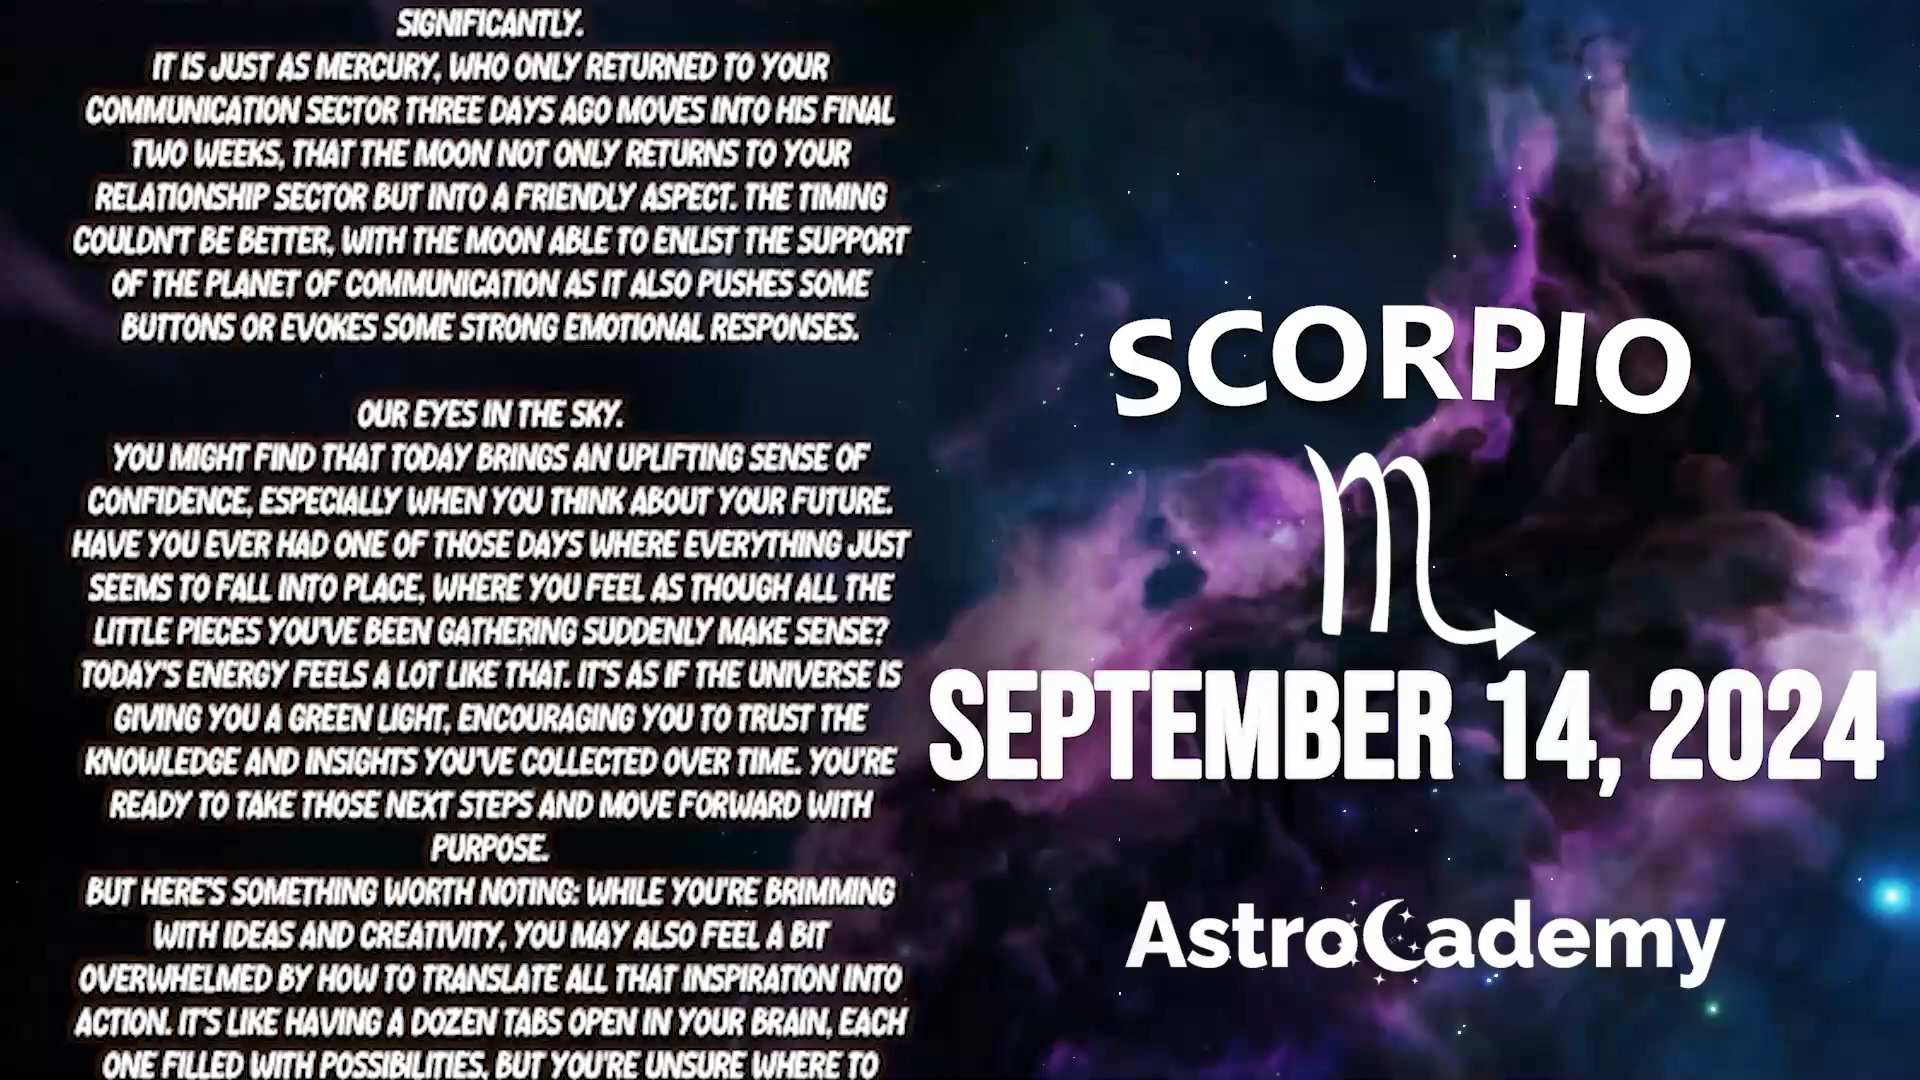 SIGNIFICANTLY.
IT IS JUST AS MERCURY, WHO ONLY RETURNED TO YOUR
COMMUNICATION SECTOR THREE DAYS AGO MOVES INTO HIS FINAL
TWO WEEKS, THAT THE MOON NOT ONLY RETURNS TO YOUR
RELATIONSHIP SECTOR BUT INTO A FRIENDLY ASPECT. THE TIMING
COULDN'T BE BETTER, WITH THE MOON ABLE TO ENLIST THE SUPPORT
OF THE PLANET OF COMMUNICATION AS IT ALSO PUSHES SOME
BUTTONS OR EVOKES SOME STRONG EMOTIONAL RESPONSES.
OUR EYES IN THE SKY.
YOU MIGHT FIND THAT TODAY BRINGS AN UPLIFTING SENSE OF
CONFIDENCE, ESPECIALLY WHEN YOU THINK ABOUT YOUR FUTURE.
HAVE YOU EVER HAD ONE OF THOSE DAYS WHERE EVERYTHING JUST
SEEMS TO FALL INTO PLACE, WHERE YOU FEEL AS THOUGH ALL THE
LITTLE PIECES YOU'VE BEEN GATHERING SUDDENLY MAKE SENSE?
TODAY'S ENERGY FEELS A LOT LIKE THAT. IT'S AS IF THE UNIVERSE IS
GIVING YOU A GREEN LIGHT, ENCOURAGING YOU TO TRUST THE
KNOWLEDGE AND INSIGHTS YOU'VE COLLECTED OVER TIME. YOU'RE
READY TO TAKE THOSE NEXT STEPS AND MOVE FORWARD WITH
PURPOSE.
BUT HERE'S SOMETHING WORTH NOTING: WHILE YOU'RE BRIMMING
WITH IDEAS AND CREATIVITY, YOU MAY ALSO FEEL A BIT
OVERWHELMED BY HOW TO TRANSLATE ALL THAT INSPIRATION INTO
ACTION. IT'S LIKE HAVING A DOZEN TABS OPEN IN YOUR BRAIN, EACH
ONE FILLED WITH POSSIBILITIES, BUT YOU'RE UNSURE WHERE TO
SCORPIO
SEPTEMBER 14, 2024
AstroCademy